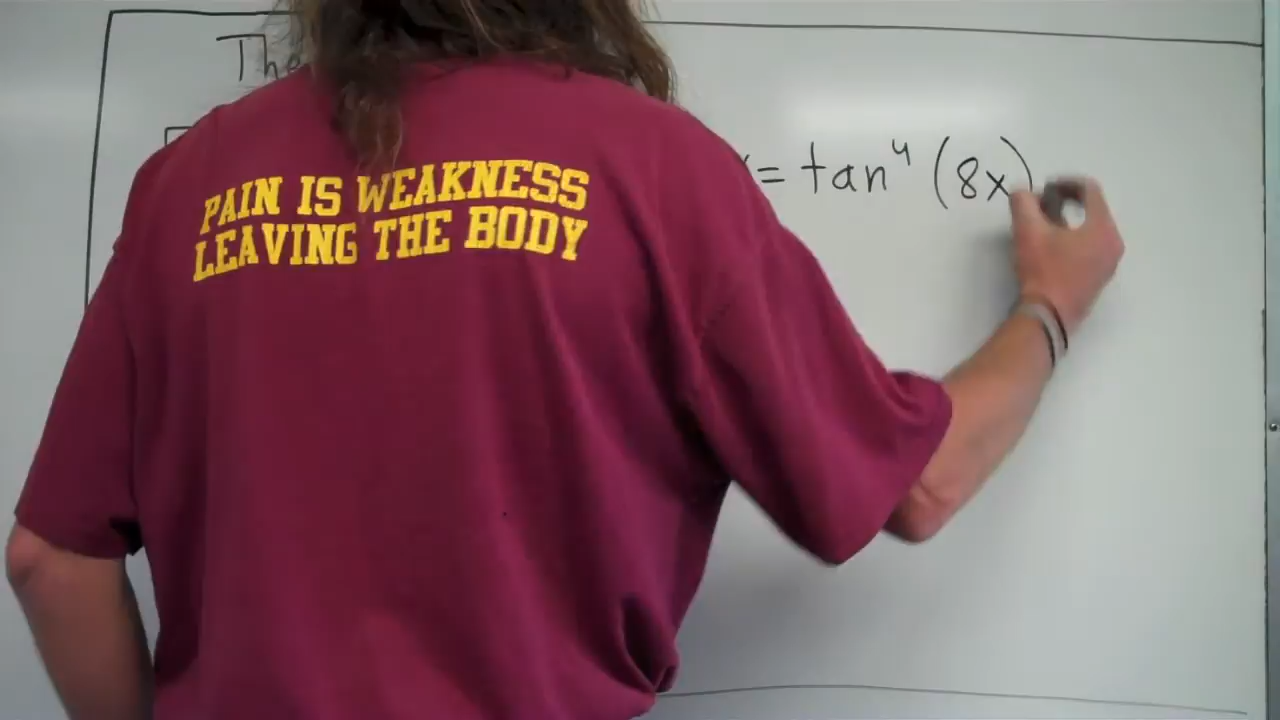 PAIN IS WEAKNESS
LEAVING THE BODY
= tan⁴ (8x)